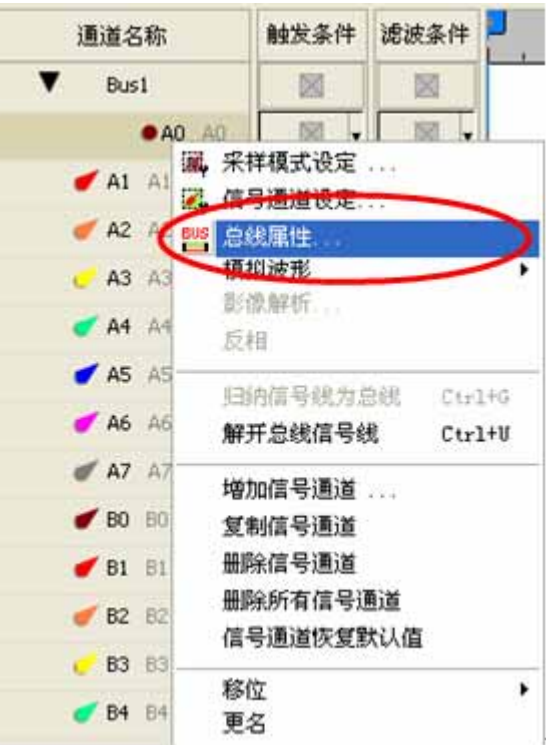 通道名称 触发条件 滤波条件
Bus1
A0 A0
采样模式设定 ...
A1 A1
信号通道设定...
A2
BUS 总线属性...
模拟波形
A3 A3
影像解析...
A4 A4
反相
A5 A5
归纳信号线为总线 Ctrl+G
A6 A6
解开总线信号线 Ctrl+U
A7 A7
增加信号通道 ...
B0 B0
复制信号通道
B1 B1
删除信号通道
删除所有信号通道
B2 B2
信号通道恢复默认值
B3 B3
移位
B4 B4
更名